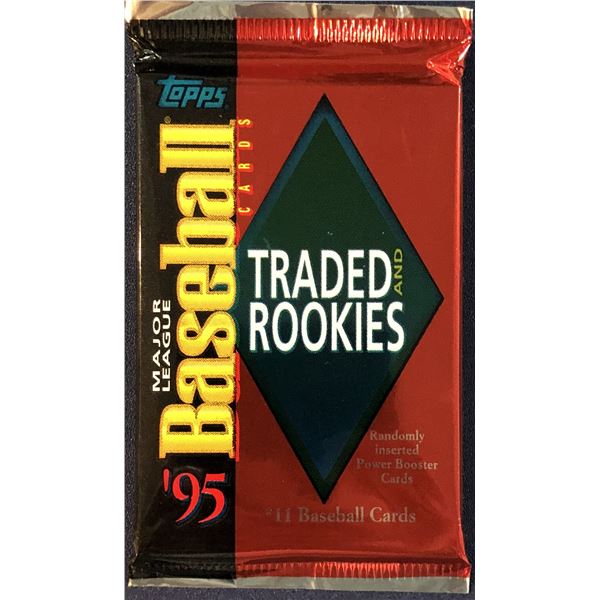 topps
MAJOR LEAGUE
Baseball®
CARDS
'95
TRADED AND
ROOKIES
Randomly
inserted
Power Booster
Cards
*11 Baseball Cards